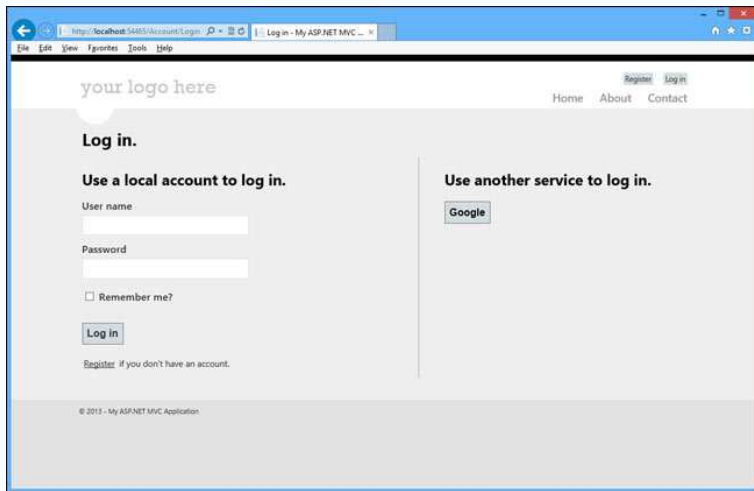 http://localhost:54465/Account/Login
Log in - My ASP.NET MVC ...
File Edit View Favorites Tools Help
your logo here
Register Log in
Home About Contact
Log in.
Use a local account to log in.
User name
Password
Remember me?
Log in
Register if you don't have an account.
Use another service to log in.
Google
© 2013 - My ASP.NET MVC Application